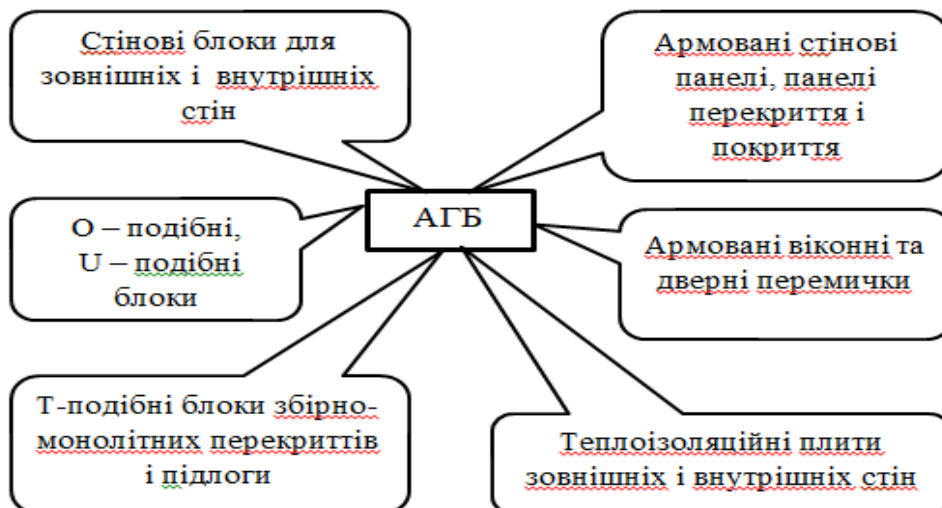 Стінові блоки для
зовнішніх і внутрішніх
стін
Армовані стінові
панелі, панелі
перекриття і
покриття
АГБ
О – подібні,
U – подібні
блоки
Армовані віконні та
дверні перемички
Т-подібні блоки збірно-
монолітних перекриттів
і підлоги
Теплоізоляційні плити
зовнішніх і внутрішніх стін